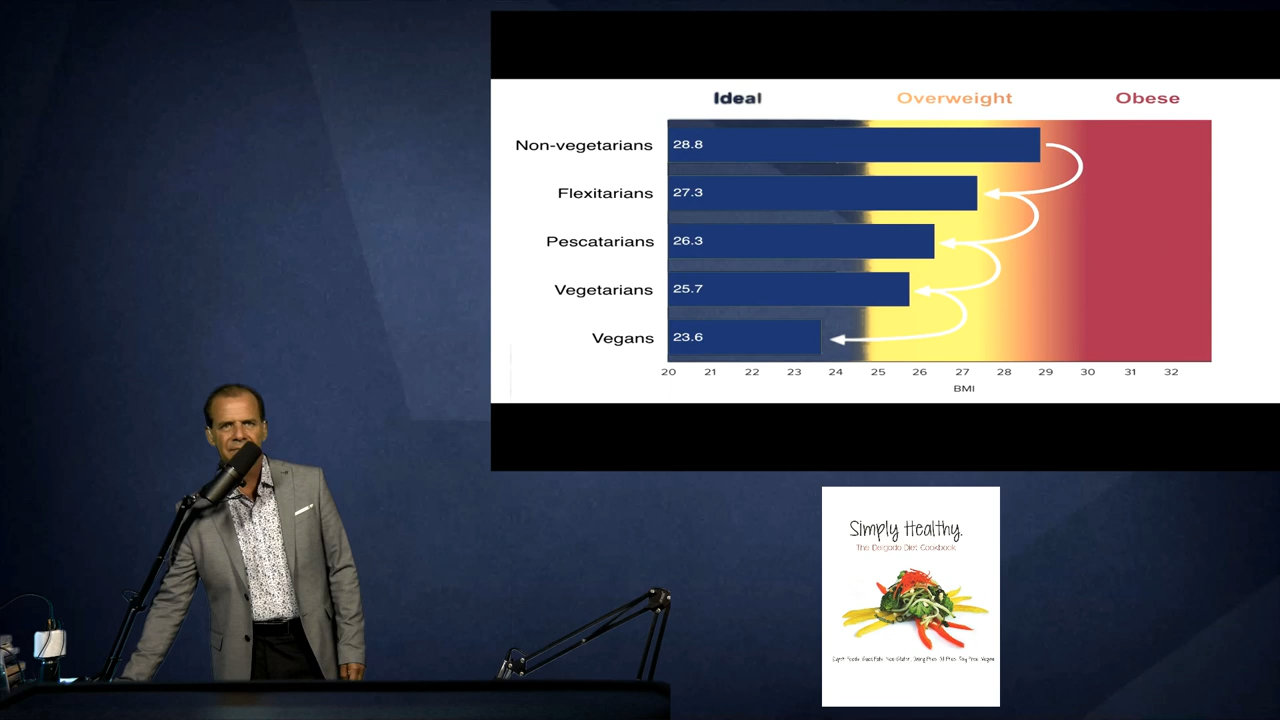 Ideal Overweight Obese
Non-vegetarians 28.8
Flexitarians 27.3
Pescatarians 26.3
Vegetarians 25.7
Vegans 23.6
20 21 22 23 24 25 26 27 28 29 30 31 32
BMI
Simply Healthy.
The Delgado Diet Cookbook